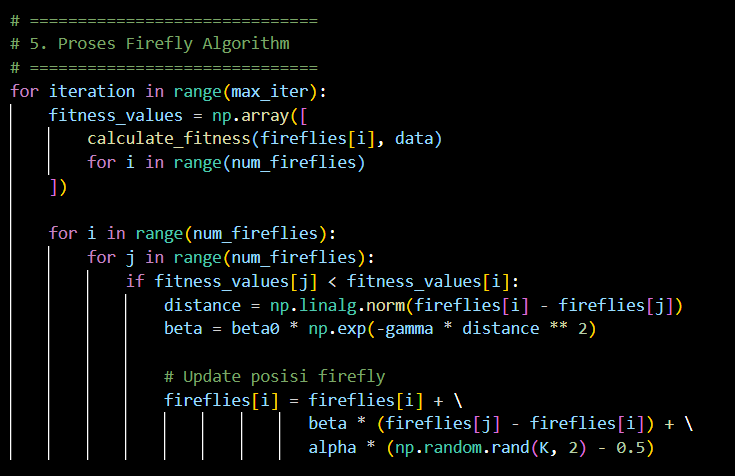 # ==============================
# 5. Proses Firefly Algorithm
# ==============================
for iteration in range(max_iter):
    fitness_values = np.array([
        calculate_fitness(fireflies[i], data)
        for i in range(num_fireflies)
    ])

    for i in range(num_fireflies):
        for j in range(num_fireflies):
            if fitness_values[j] < fitness_values[i]:
                distance = np.linalg.norm(fireflies[i] - fireflies[j])
                beta = beta0 * np.exp(-gamma * distance ** 2)

                # Update posisi firefly
                fireflies[i] = fireflies[i] + \
                               beta * (fireflies[j] - fireflies[i]) + \
                               alpha * (np.random.rand(K, 2) - 0.5)